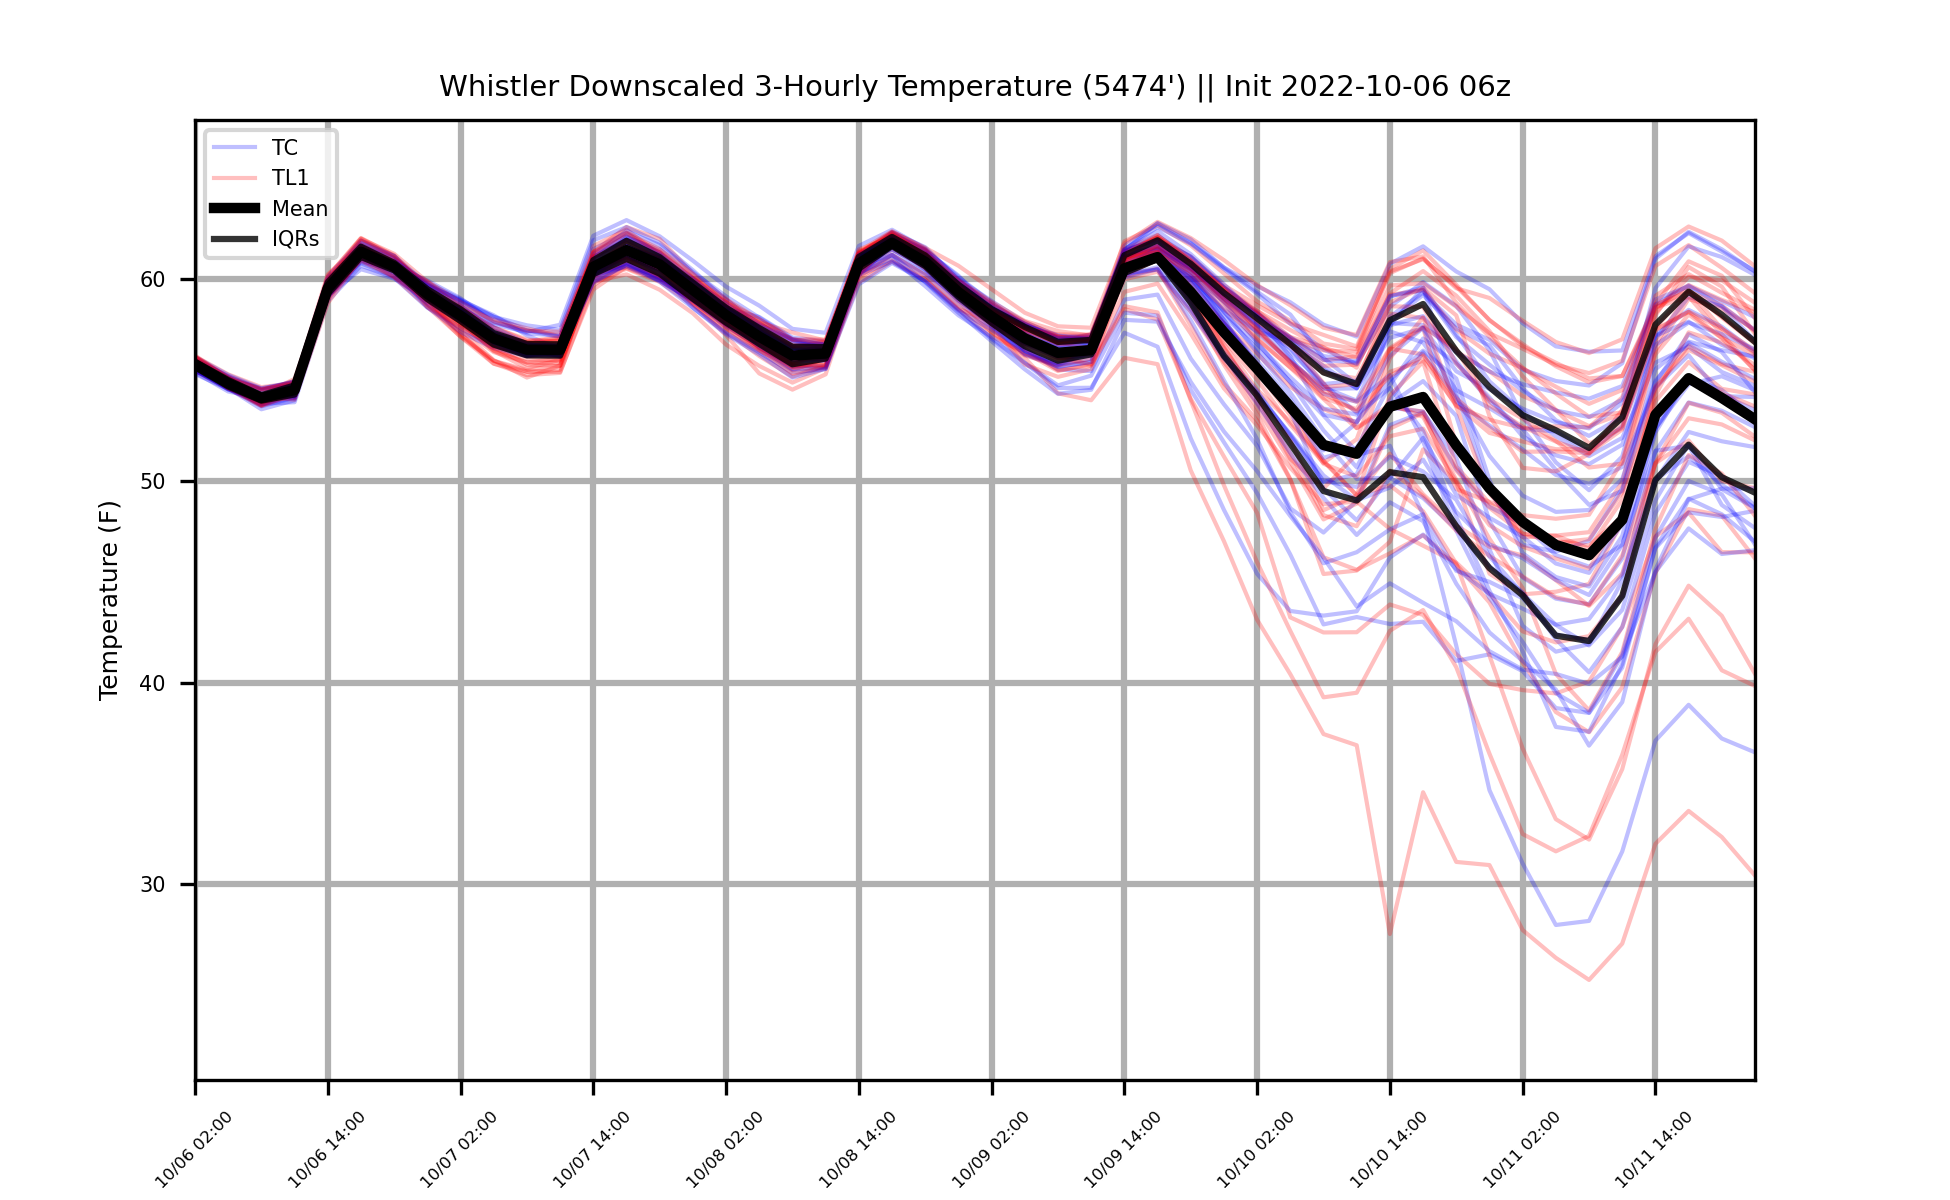 Whistler Downscaled 3-Hourly Temperature (5474') || Init 2022-10-06 06z
TC
TL1
Mean
IQRs
Temperature (F)
60
50
40
30
10/06 02:00
10/06 14:00
10/07 02:00
10/07 14:00
10/08 02:00
10/08 14:00
10/09 02:00
10/09 14:00
10/10 02:00
10/10 14:00
10/11 02:00
10/11 14:00